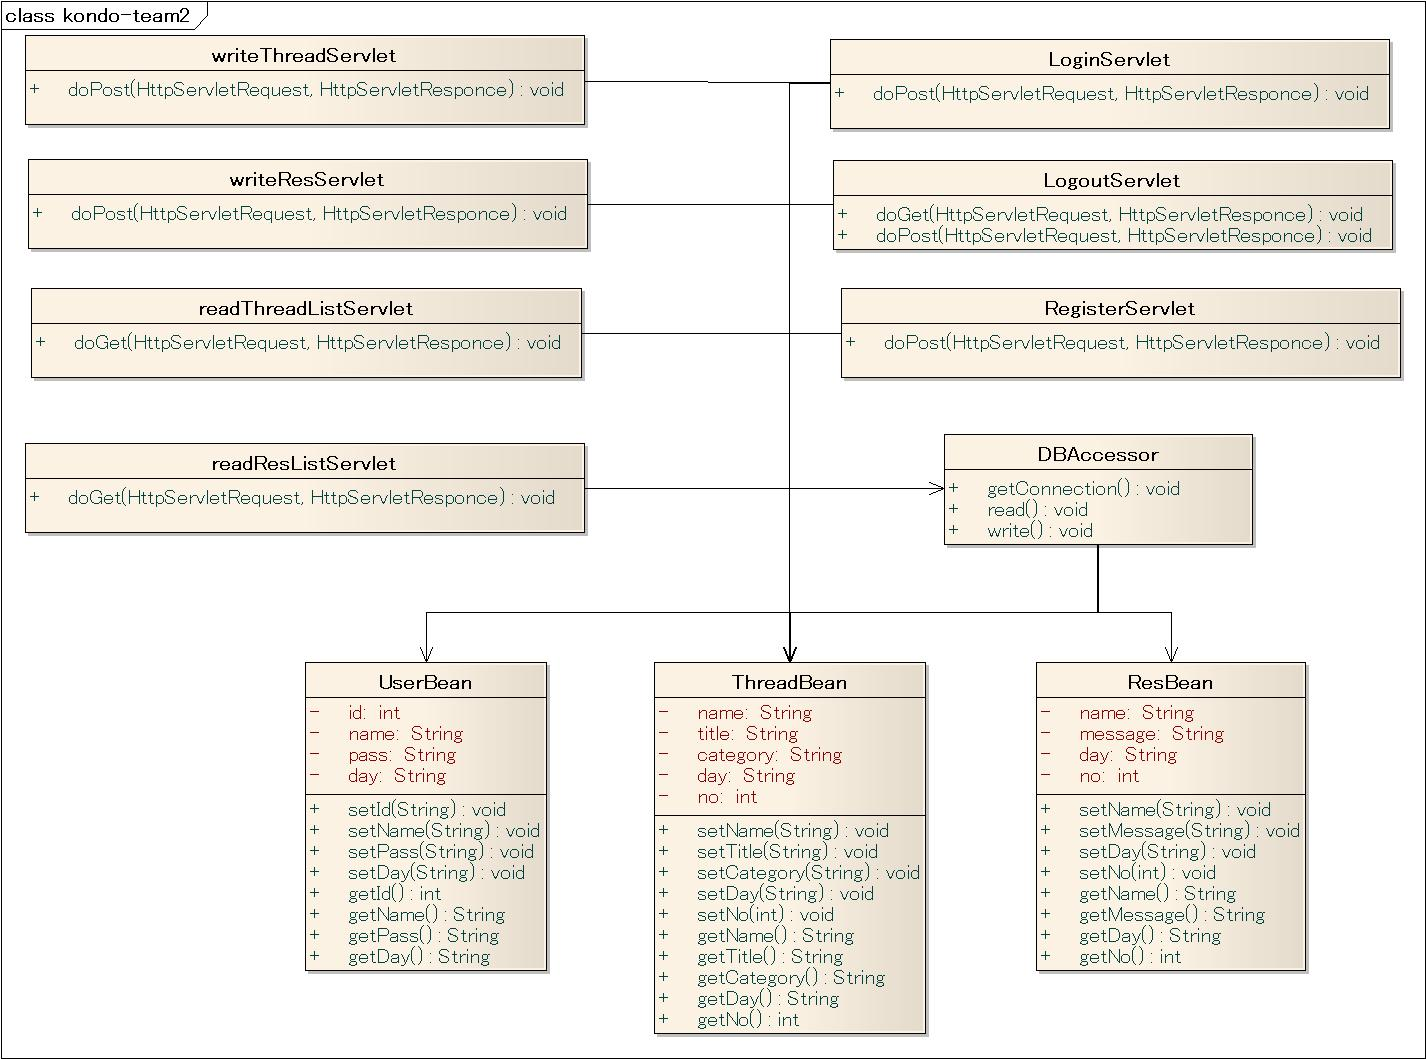 class kondo-team2
writeThreadServlet
+ doPost(HttpServletRequest, HttpServletResponce) : void
LoginServlet
+ doPost(HttpServletRequest, HttpServletResponce) : void
writeResServlet
+ doPost(HttpServletRequest, HttpServletResponce) : void
LogoutServlet
+ doGet(HttpServletRequest, HttpServletResponce) : void
+ doPost(HttpServletRequest, HttpServletResponce) : void
readThreadListServlet
+ doGet(HttpServletRequest, HttpServletResponce) : void
RegisterServlet
+ doPost(HttpServletRequest, HttpServletResponce) : void
readResListServlet
+ doGet(HttpServletRequest, HttpServletResponce) : void
DBAccessor
+ getConnection() : void
+ read() : void
+ write() : void
UserBean
- id: int
- name: String
- pass: String
- day: String
+ setId(String) : void
+ setName(String) : void
+ setPass(String) : void
+ setDay(String) : void
+ getId() : int
+ getName() : String
+ getPass() : String
+ getDay() : String
ThreadBean
- name: String
- title: String
- category: String
- day: String
- no: int
+ setName(String) : void
+ setTitle(String) : void
+ setCategory(String) : void
+ setDay(String) : void
+ setNo(int) : void
+ getName() : String
+ getTitle() : String
+ getCategory() : String
+ getDay() : String
+ getNo() : int
ResBean
- name: String
- message: String
- day: String
- no: int
+ setName(String) : void
+ setMessage(String) : void
+ setDay(String) : void
+ setNo(int) : void
+ getName() : String
+ getMessage() : String
+ getDay() : String
+ getNo() : int